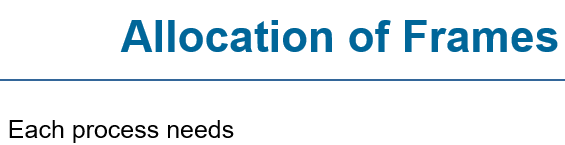 Allocation of Frames
Each process needs